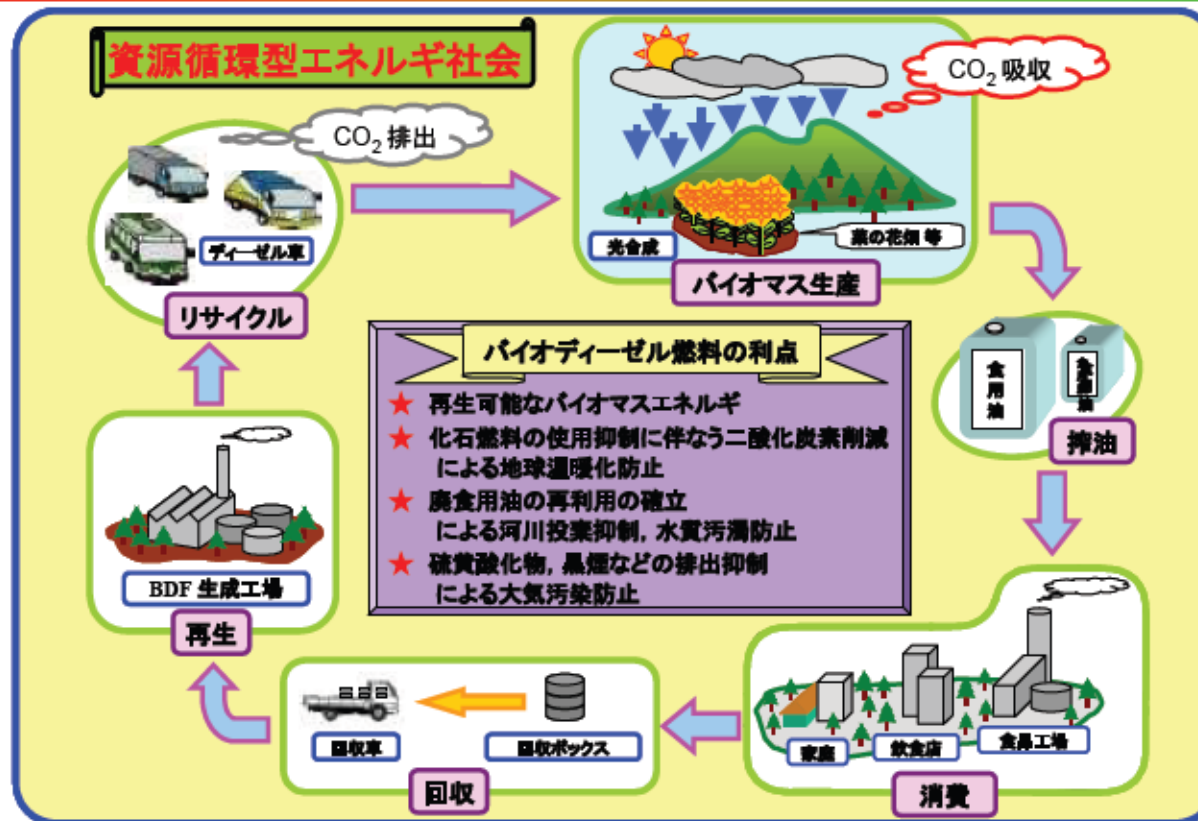 資源循環型エネルギ社会
CO2 吸収
CO2 排出
ディーゼル車
リサイクル
光合成
菜の花畑 等
バイオマス生産
食用油
搾油
バイオディーゼル燃料の利点
★ 再生可能なバイオマスエネルギ
★ 化石燃料の使用抑制に伴なう二酸化炭素削減
による地球温暖化防止
★ 廃食用油の再利用の確立
による河川投棄抑制, 水質汚濁防止
★ 硫黄酸化物, 黒煙などの排出抑制
による大気汚染防止
BDF 生成工場
再生
回収車
回収ボックス
回収
家庭
飲食店
食品工場
消費